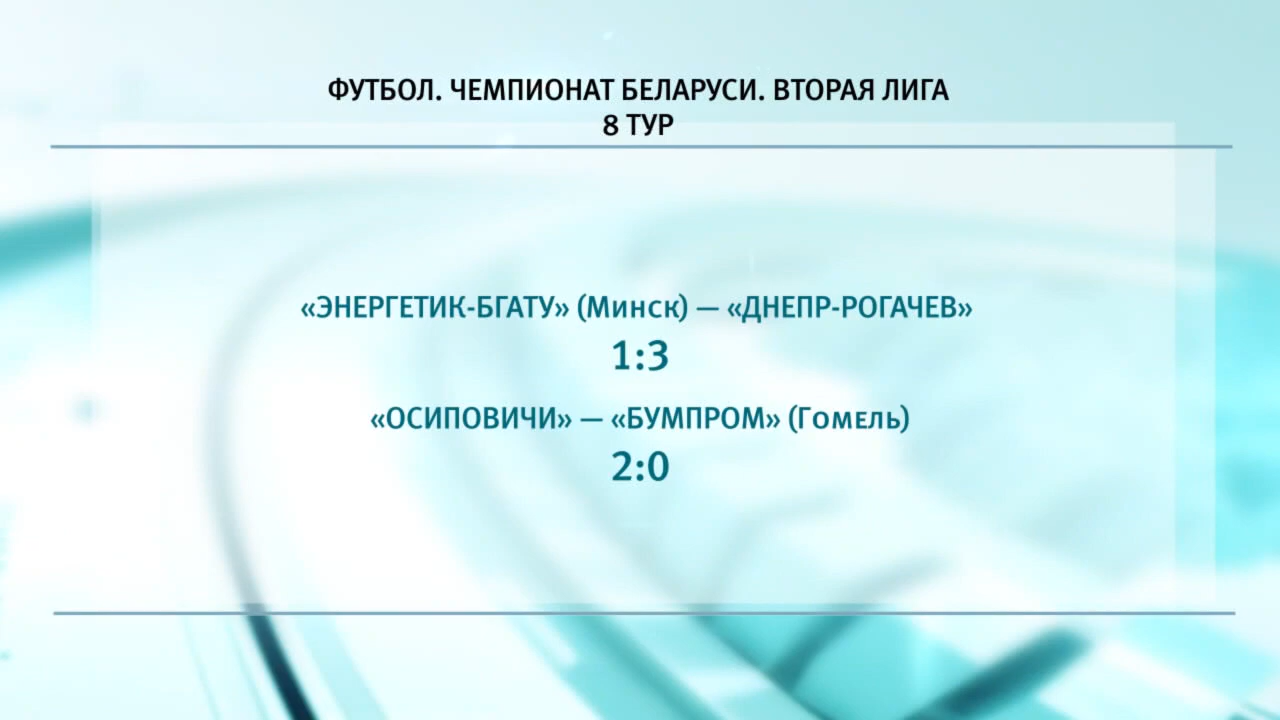 ФУТБОЛ. ЧЕМПИОНАТ БЕЛАРУСИ. ВТОРАЯ ЛИГА
8 ТУР
«ЭНЕРГЕТИК-БГАТУ» (Минск) — «ДНЕПР-РОГАЧЕВ»
1:3
«ОСИПОВИЧИ» — «БУМПРОМ» (Гомель)
2:0